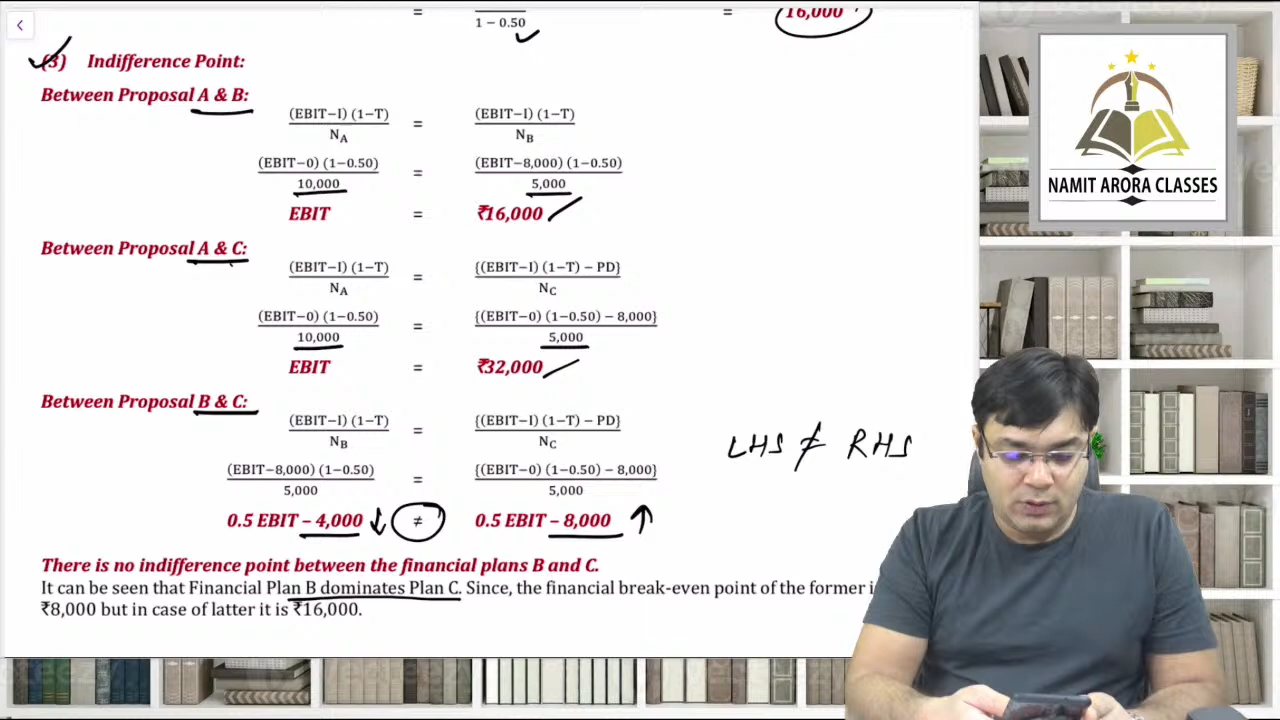 = 1 − 0.50 = 16,000
(3) Indifference Point:
Between Proposal A & B:
(EBIT−I) (1−T) / N_A = (EBIT−I) (1−T) / N_B
(EBIT−0) (1−0.50) / 10,000 = (EBIT−8,000) (1−0.50) / 5,000
EBIT = ₹16,000
Between Proposal A & C:
(EBIT−I) (1−T) / N_A = {(EBIT−I) (1−T) − PD} / N_C
(EBIT−0) (1−0.50) / 10,000 = {(EBIT−0) (1−0.50) − 8,000} / 5,000
EBIT = ₹32,000
Between Proposal B & C:
(EBIT−I) (1−T) / N_B = {(EBIT−I) (1−T) − PD} / N_C
(EBIT−8,000) (1−0.50) / 5,000 = {(EBIT−0) (1−0.50) − 8,000} / 5,000
0.5 EBIT − 4,000 ↓ ≠ 0.5 EBIT − 8,000 ↑
LHS ≠ RHS
There is no indifference point between the financial plans B and C.
It can be seen that Financial Plan B dominates Plan C. Since, the financial break-even point of the former
₹8,000 but in case of latter it is ₹16,000.
NAMIT ARORA CLASSES